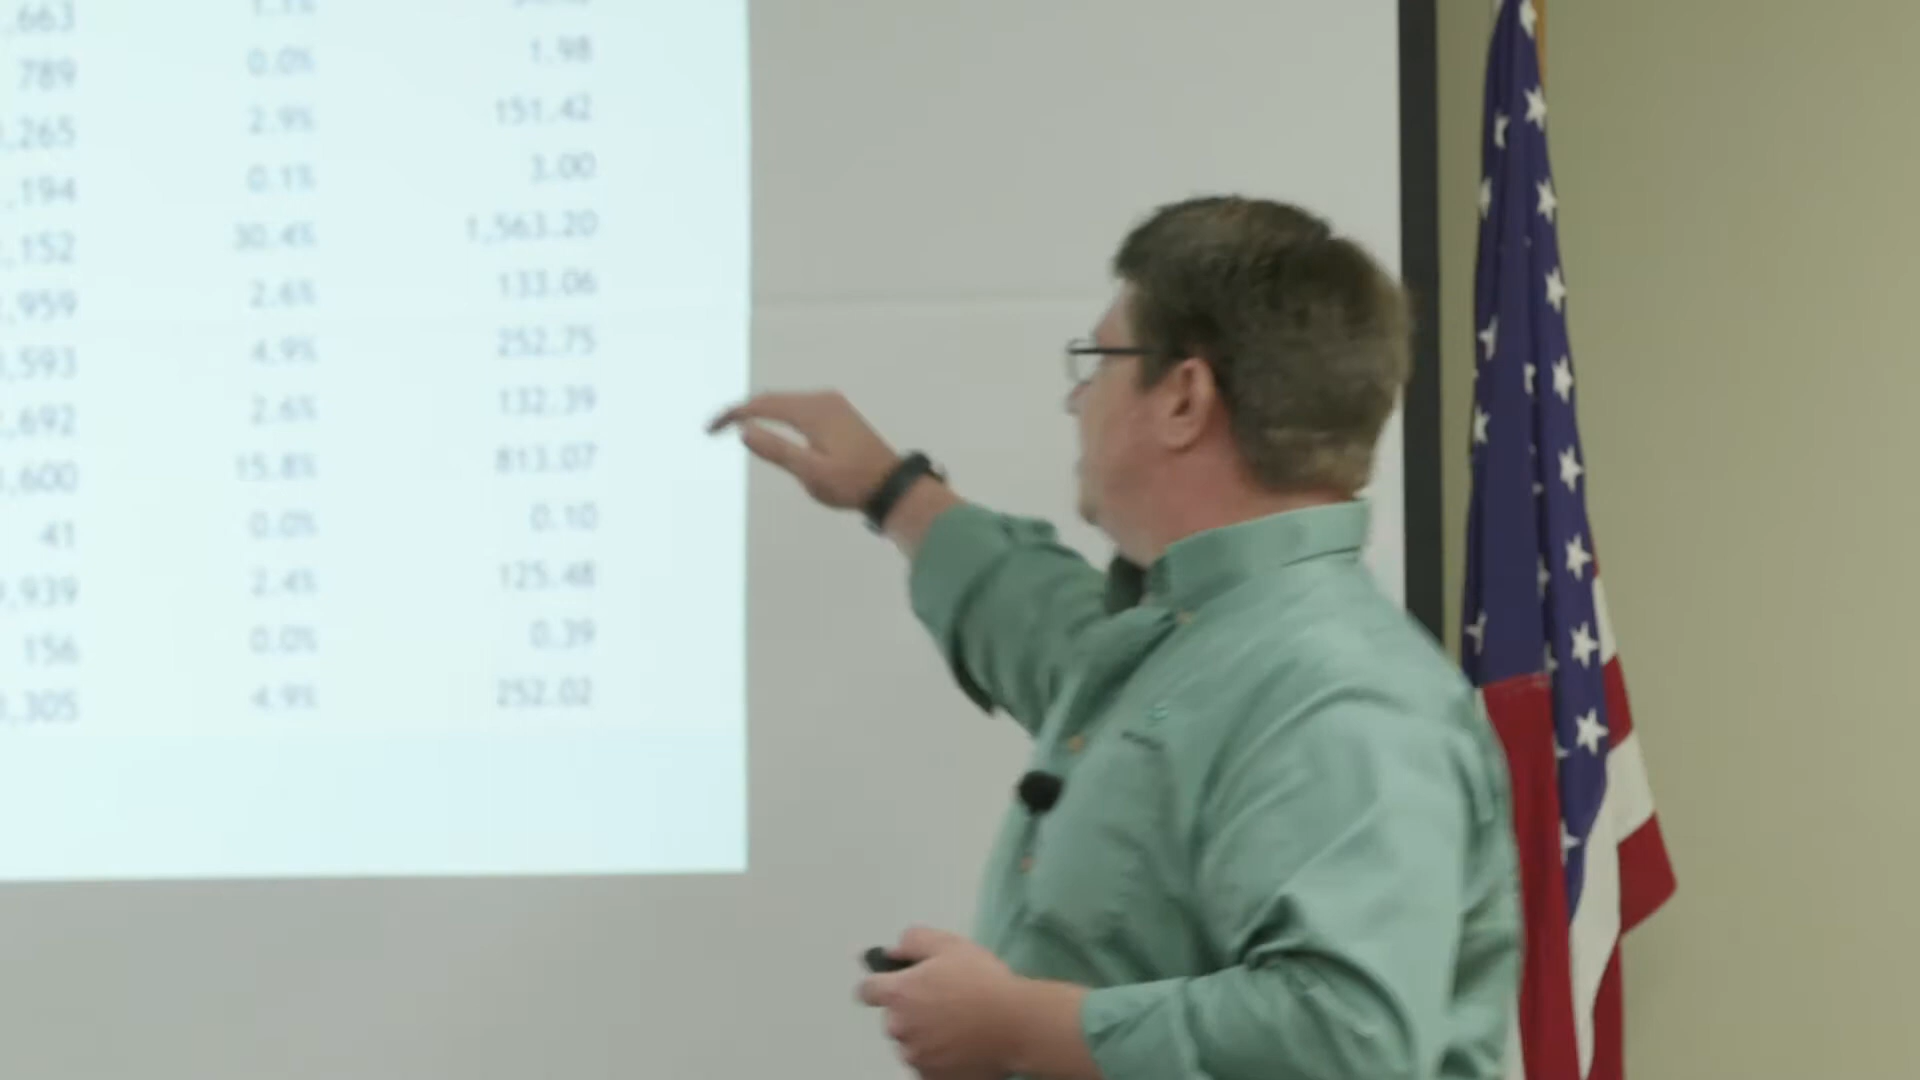 ,663 1.1%
789 0.0% 1.98
,265 2.9% 151.42
,194 0.1% 3.00
,152 30.4% 1,563.20
,959 2.6% 133.06
,593 4.9% 252.75
,692 2.6% 132.39
,600 15.8% 813.07
41 0.0% 0.10
,939 2.4% 125.48
156 0.0% 0.39
,305 4.9% 252.02